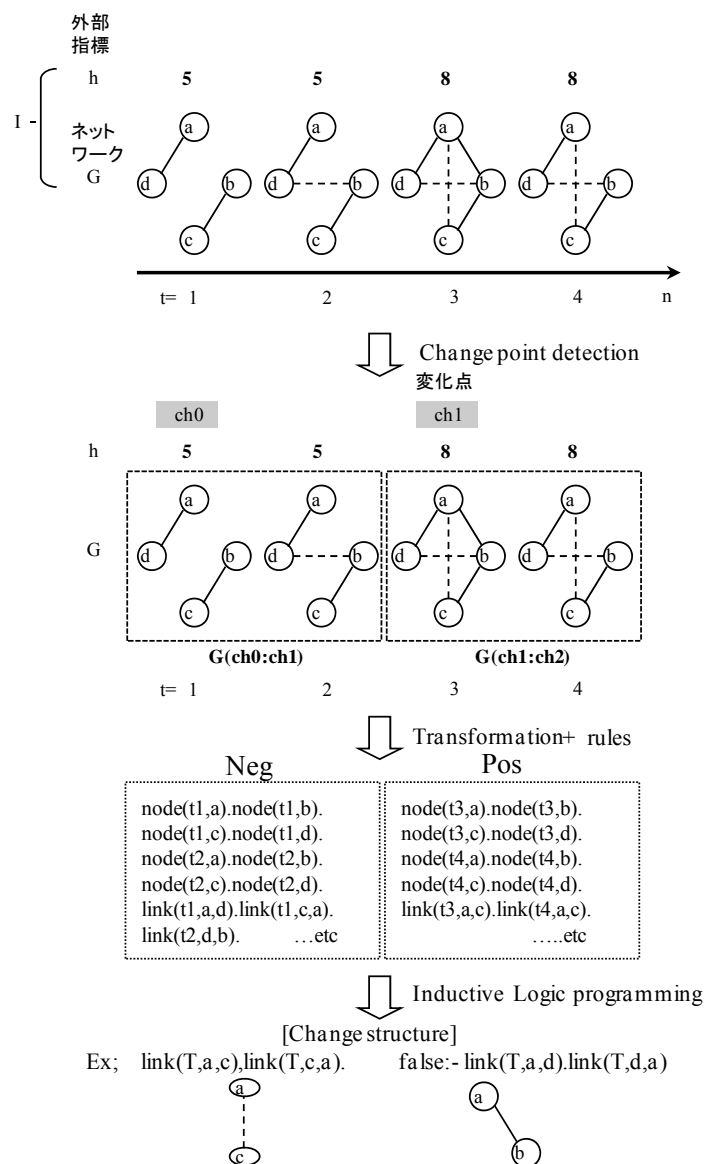 外部
指標
h 5 5 8 8
I -
ネット
ワーク
G
a a a a
d b d b d b d b
c c c c
t= 1 2 3 4 n
Change point detection
変化点
ch0 ch1
h 5 5 8 8
a a a a
G d b d b d b d b
c c c c
G(ch0:ch1) G(ch1:ch2)
t= 1 2 3 4
Transformation+ rules
Neg Pos
node(t1,a).node(t1,b). node(t3,a).node(t3,b).
node(t1,c).node(t1,d). node(t3,c).node(t3,d).
node(t2,a).node(t2,b). node(t4,a).node(t4,b).
node(t2,c).node(t2,d). node(t4,c).node(t4,d).
link(t1,a,d).link(t1,c,a). link(t3,a,c).link(t4,a,c).
link(t2,d,b). …etc …..etc
Inductive Logic programming
[Change structure]
Ex; link(T,a,c),link(T,c,a). false:- link(T,a,d).link(T,d,a)
a a
c b